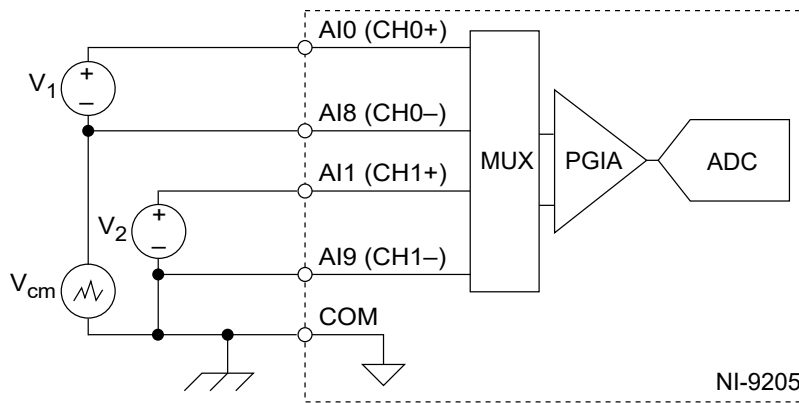 AI0 (CH0+)
+
V1
–
AI8 (CH0–)
MUX
PGIA
ADC
AI1 (CH1+)
+
V2
–
AI9 (CH1–)
Vcm
COM
NI-9205